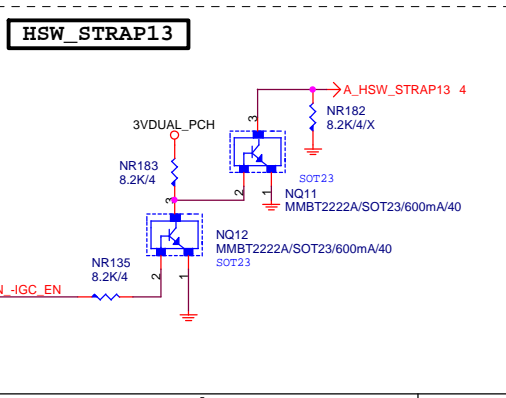 HSW_STRAP13
A_HSW_STRAP13 4
3
NR182
8.2K/4/X
3VDUAL_PCH
NR183
8.2K/4
SOT23
2
1
NQ11
MMBT2222A/SOT23/600mA/40
3
NQ12
MMBT2222A/SOT23/600mA/40
SOT23
NR135
8.2K/4
2
1
_-IGC_EN